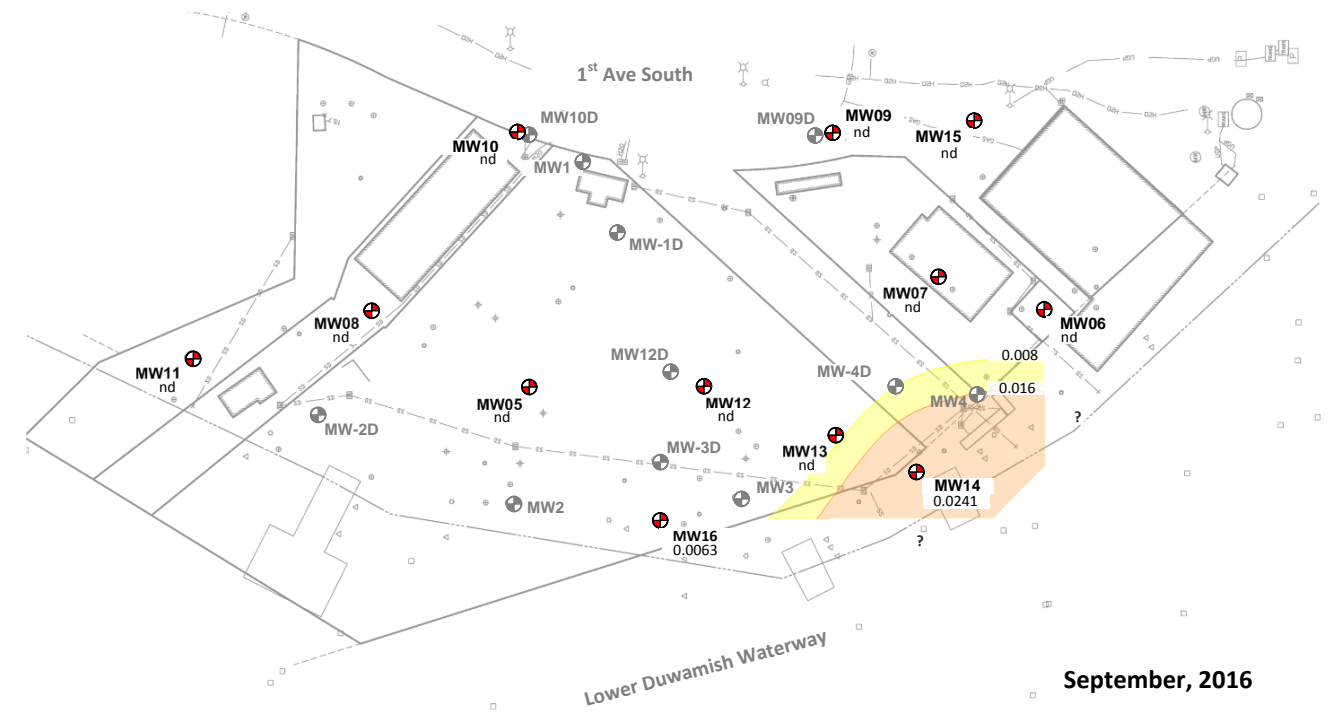 1st Ave South
MW10D
MW10
nd
MW1
MW-1D
MW09D
MW09
nd
MW15
nd
MW07
nd
MW06
nd
MW08
nd
MW11
nd
MW12D
MW12
nd
MW05
nd
MW-2D
MW-4D
MW4
0.008
0.016
?
MW13
nd
MW-3D
MW3
MW2
MW14
0.0241
?
MW16
0.0063
Lower Duwamish Waterway
September, 2016